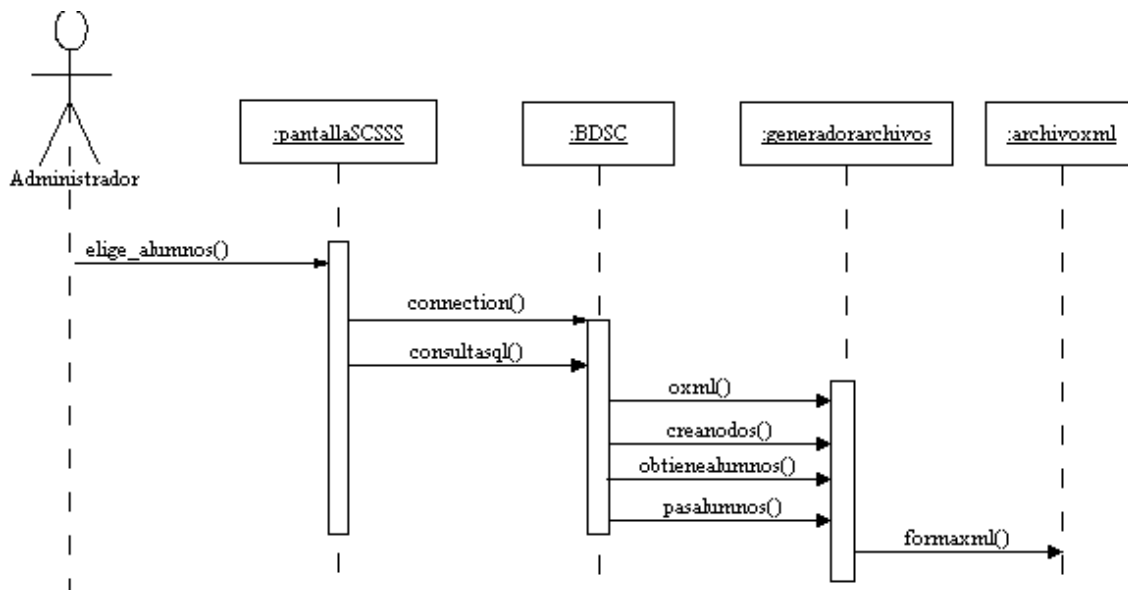 :pantallaSCSSS
:BDSC
:generadorarchivos
:archivoxml
Administrador
elige_alumnos()
connection()
consultasql()
oxml()
creanodos()
obtienealumnos()
pasalumnos()
formaxml()